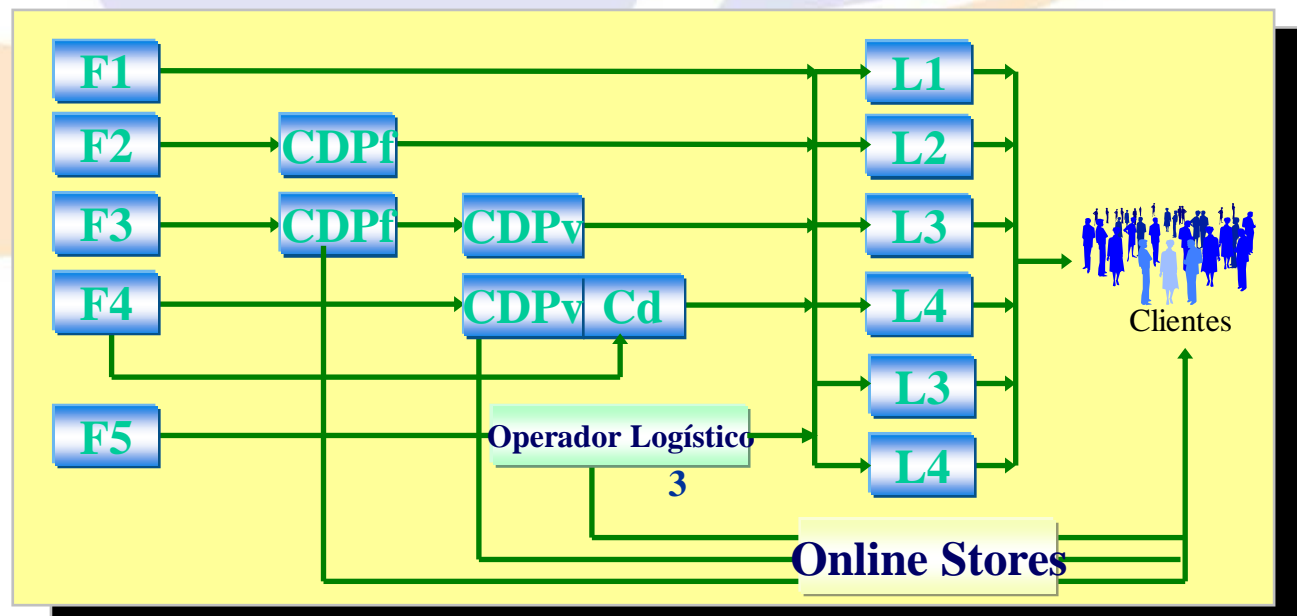 F1
L1
F2
CDPf
L2
F3
CDPf
CDPv
L3
F4
CDPv
Cd
L4
Clientes
L3
F5
Operador Logístico
3
L4
Online Stores